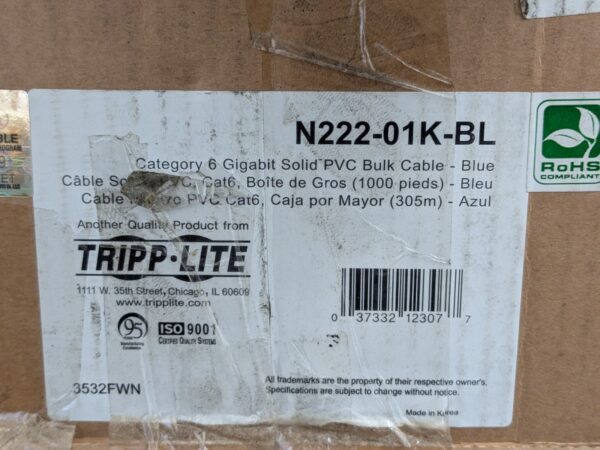 N222-01K-BL
Category 6 Gigabit Solid PVC Bulk Cable - Blue
Câble PVC, Cat6, Boîte de Gros (1000 pieds) - Bleu
Cable PVC Cat6, Caja por Mayor (305m) - Azul
Another Quality Product from
TRIPP·LITE
1111 W. 35th Street, Chicago, IL 60609
www.tripplite.com
95
Manufacturing
Excellence
ISO 9001
CERTIFIED QUALITY SYSTEMS
0 37332 12307 7
3532FWN
All trademarks are the property of their respective owner's.
Specifications are subject to change without notice.
Made in Korea
RoHS
COMPLIANT